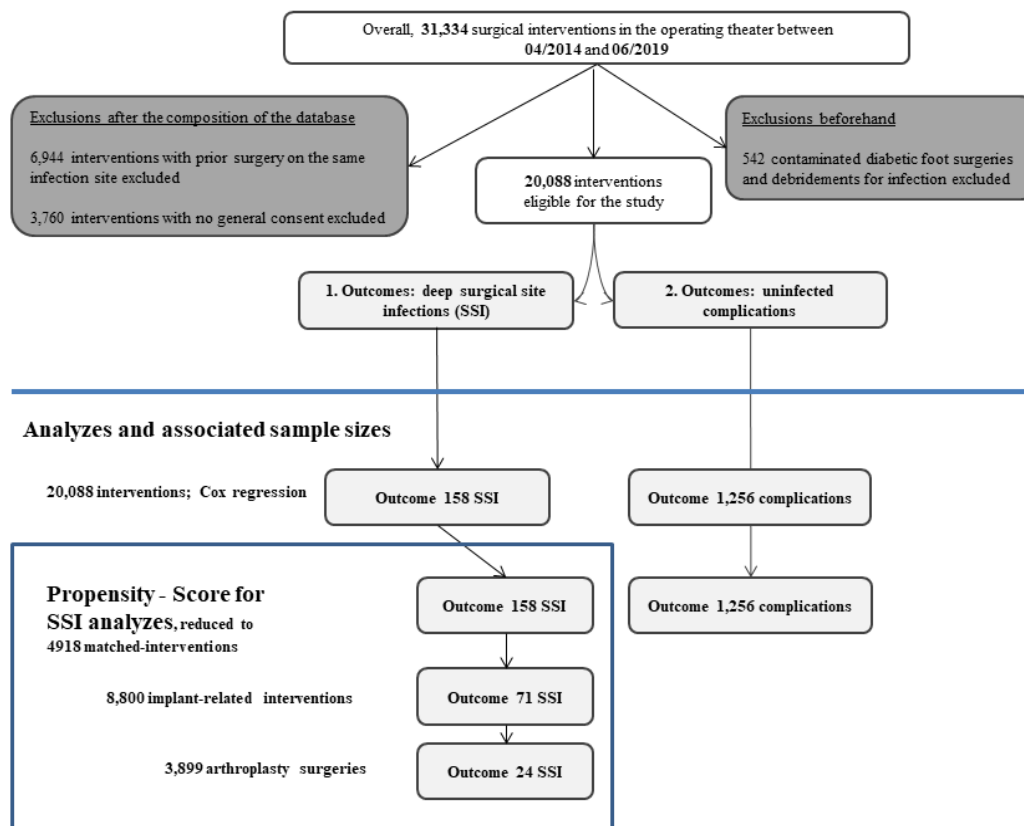 Overall, 31,334 surgical interventions in the operating theater between
04/2014 and 06/2019
Exclusions after the composition of the database
6,944 interventions with prior surgery on the same
infection site excluded
3,760 interventions with no general consent excluded
20,088 interventions
eligible for the study
Exclusions beforehand
542 contaminated diabetic foot surgeries
and debridements for infection excluded
1. Outcomes: deep surgical site
infections (SSI)
2. Outcomes: uninfected
complications
Analyzes and associated sample sizes
20,088 interventions; Cox regression
Outcome 158 SSI
Outcome 1,256 complications
Propensity - Score for
SSI analyzes, reduced to
4918 matched-interventions
Outcome 158 SSI
Outcome 1,256 complications
8,800 implant-related interventions
Outcome 71 SSI
3,899 arthroplasty surgeries
Outcome 24 SSI